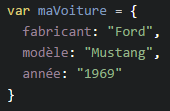 var maVoiture = {
  fabricant: "Ford",
  modèle: "Mustang",
  année: "1969"
}